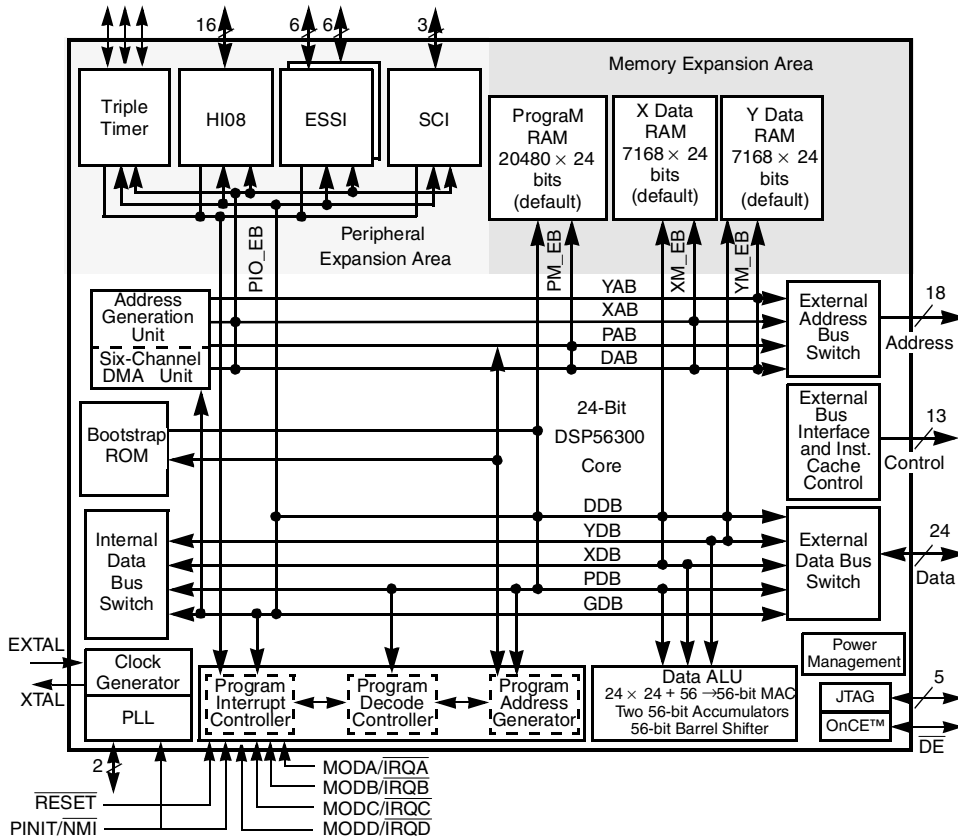 16
6
6
3
Memory Expansion Area
Triple
Timer
HI08
ESSI
SCI
PrograM
RAM
20480 × 24
bits
(default)
X Data
RAM
7168 × 24
bits
(default)
Y Data
RAM
7168 × 24
bits
(default)
Peripheral
Expansion Area
PIO_EB
PM_EB
XM_EB
YM_EB
Address
Generation
Unit
Six-Channel
DMA Unit
YAB
XAB
PAB
DAB
External
Address
Bus
Switch
18
Address
Bootstrap
ROM
24-Bit
DSP56300
Core
External
Bus
Interface
and Inst.
Cache
Control
13
Control
Internal
Data
Bus
Switch
DDB
YDB
XDB
PDB
GDB
External
Data Bus
Switch
24
Data
EXTAL
XTAL
Clock
Generator
PLL
Program
Interrupt
Controller
Program
Decode
Controller
Program
Address
Generator
Data ALU
24 × 24 + 56 →56-bit MAC
Two 56-bit Accumulators
56-bit Barrel Shifter
Power
Management
JTAG
OnCE™
5
DE
2
RESET
PINIT/NMI
MODA/IRQA
MODB/IRQB
MODC/IRQC
MODD/IRQD